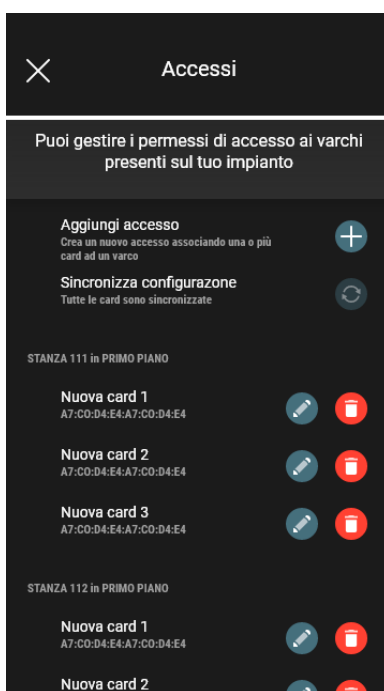 Accessi
Puoi gestire i permessi di accesso ai varchi
presenti sul tuo impianto
Aggiungi accesso
Crea un nuovo accesso associando una o più
card ad un varco
Sincronizza configurazone
Tutte le card sono sincronizzate
STANZA 111 in PRIMO PIANO
Nuova card 1
A7:C0:D4:E4:A7:C0:D4:E4
Nuova card 2
A7:C0:D4:E4:A7:C0:D4:E4
Nuova card 3
A7:C0:D4:E4:A7:C0:D4:E4
STANZA 112 in PRIMO PIANO
Nuova card 1
A7:C0:D4:E4:A7:C0:D4:E4
Nuova card 2